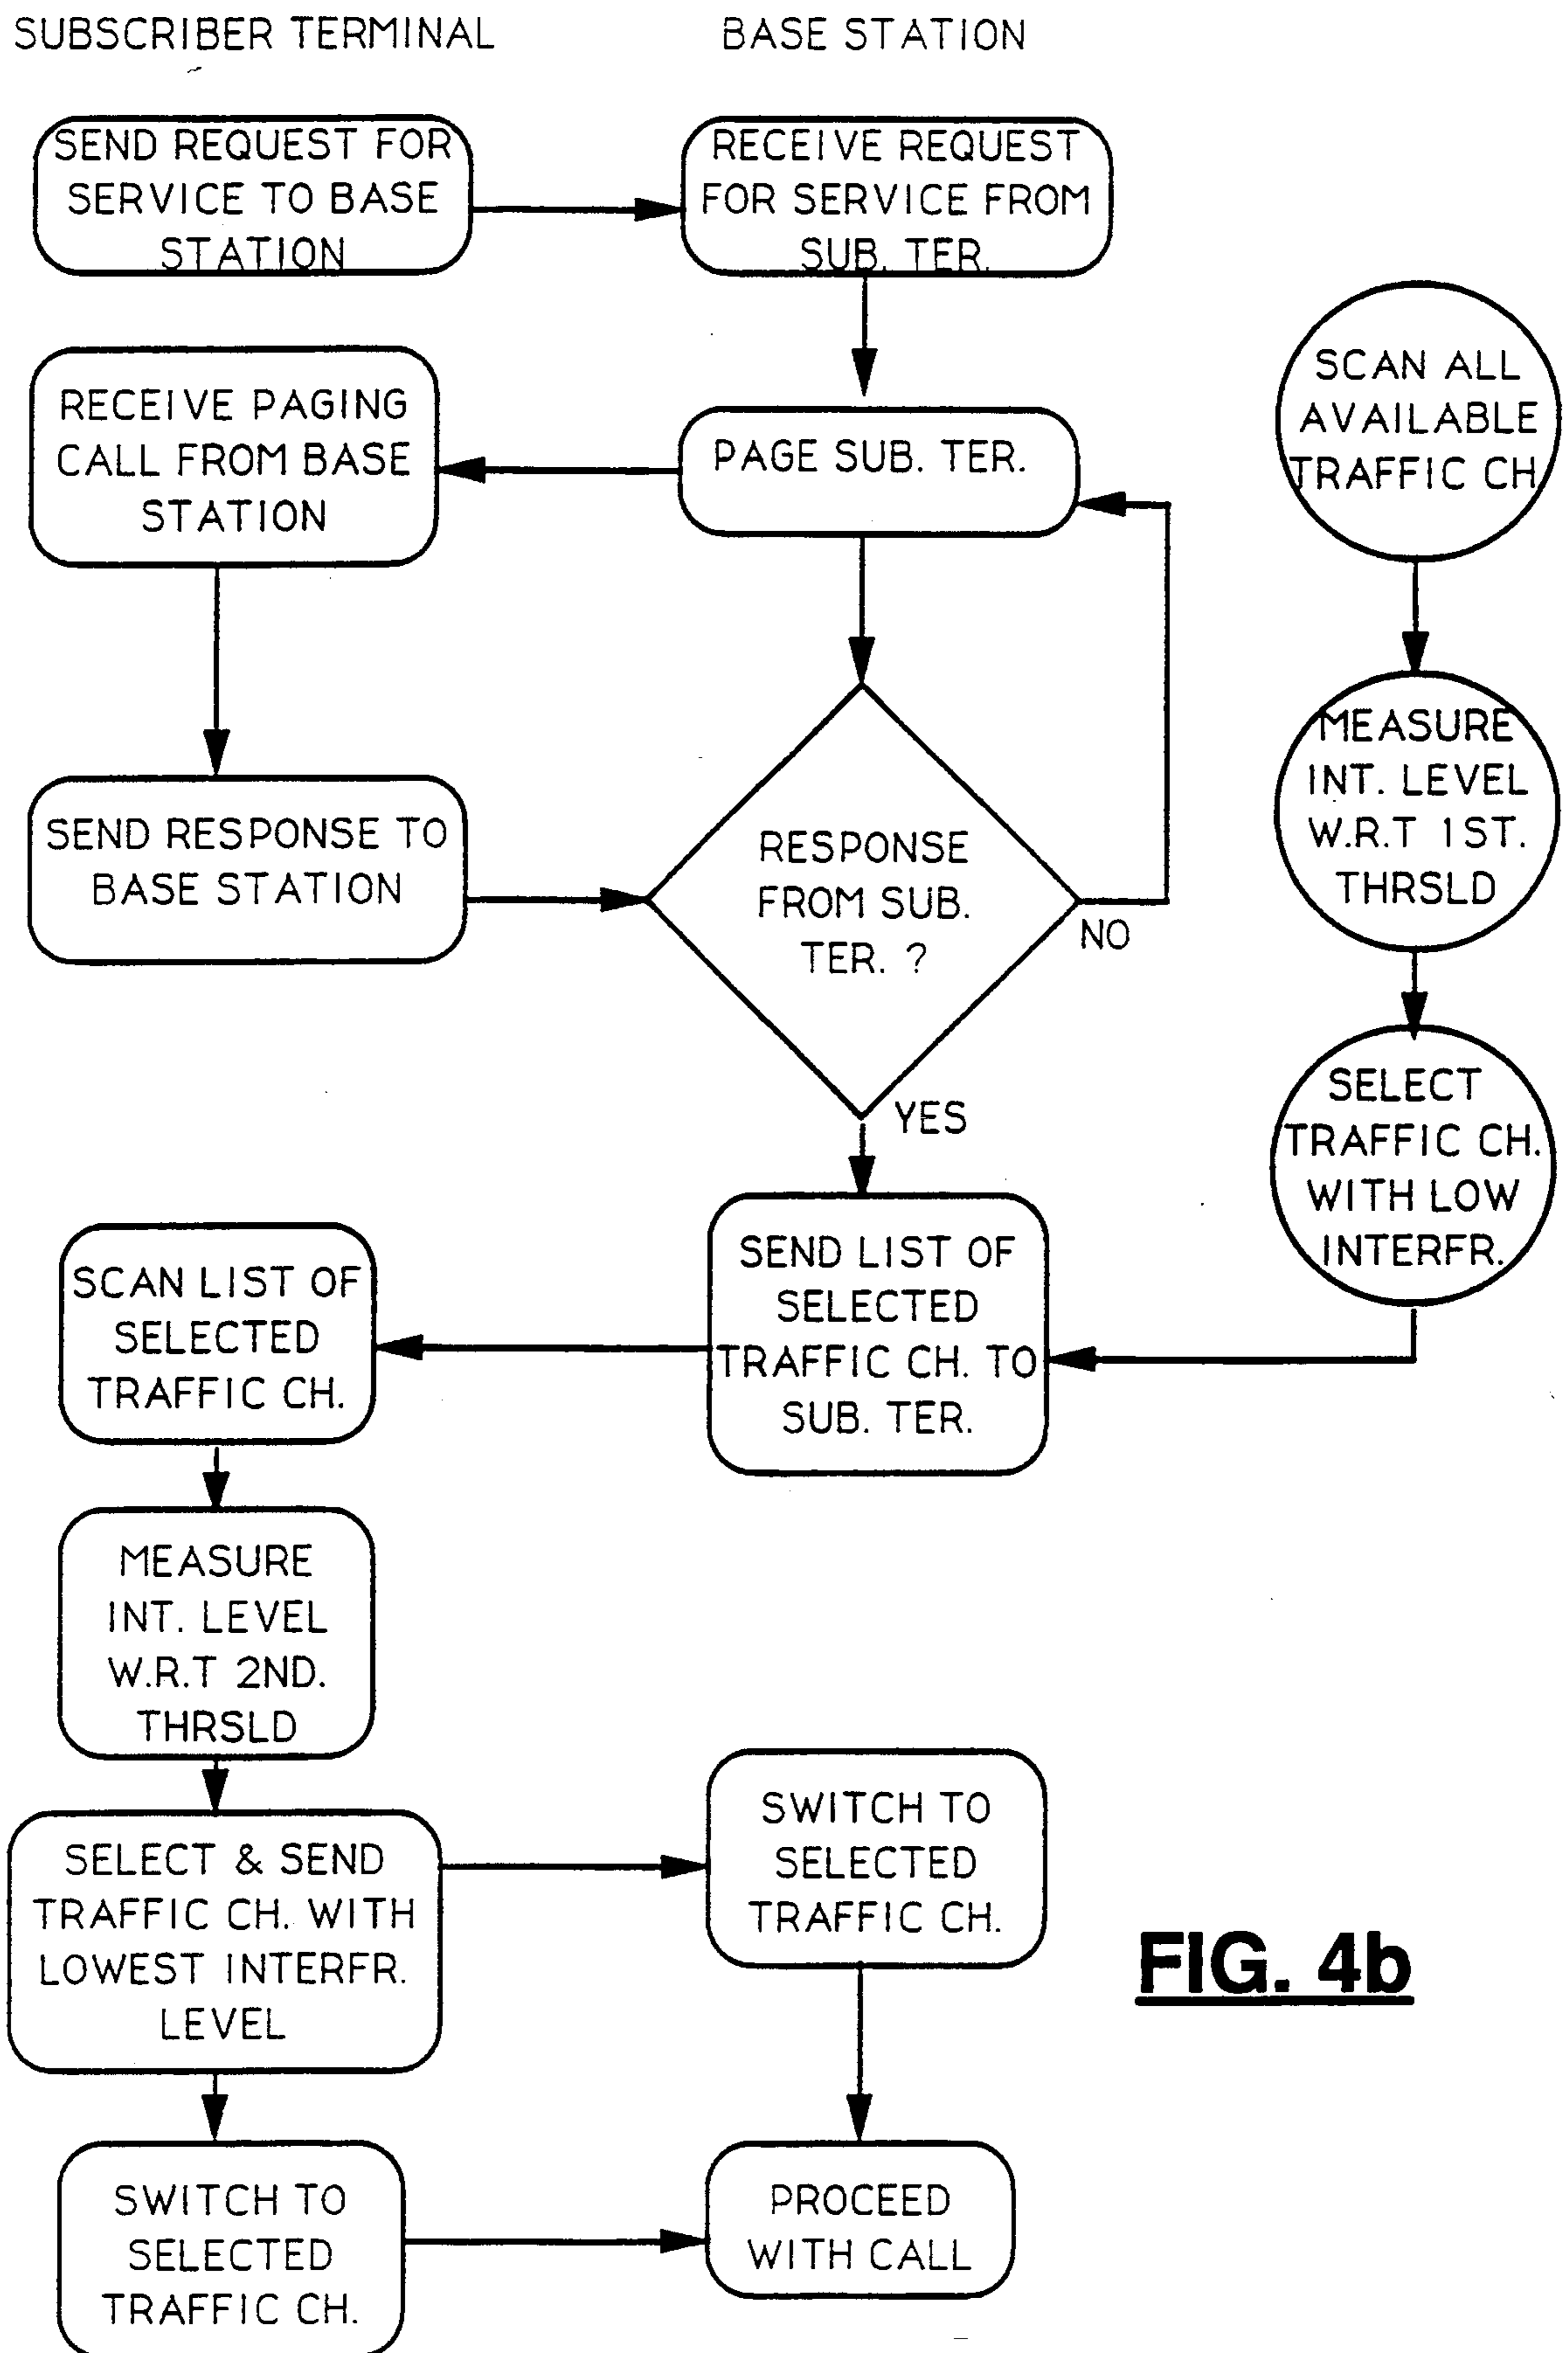 SUBSCRIBER TERMINAL
BASE STATION
SEND REQUEST FOR
SERVICE TO BASE
STATION
RECEIVE REQUEST
FOR SERVICE FROM
SUB. TER.
SCAN ALL
AVAILABLE
TRAFFIC CH
RECEIVE PAGING
CALL FROM BASE
STATION
PAGE SUB. TER.
MEASURE
INT. LEVEL
W.R.T 1ST.
THRSLD
SEND RESPONSE TO
BASE STATION
RESPONSE
FROM SUB.
TER. ?
NO
YES
SELECT
TRAFFIC CH.
WITH LOW
INTERFR.
SEND LIST OF
SELECTED
TRAFFIC CH. TO
SUB. TER.
SCAN LIST OF
SELECTED
TRAFFIC CH.
MEASURE
INT. LEVEL
W.R.T 2ND.
THRSLD
SELECT & SEND
TRAFFIC CH. WITH
LOWEST INTERFR.
LEVEL
SWITCH TO
SELECTED
TRAFFIC CH.
FIG. 4b
SWITCH TO
SELECTED
TRAFFIC CH.
PROCEED
WITH CALL